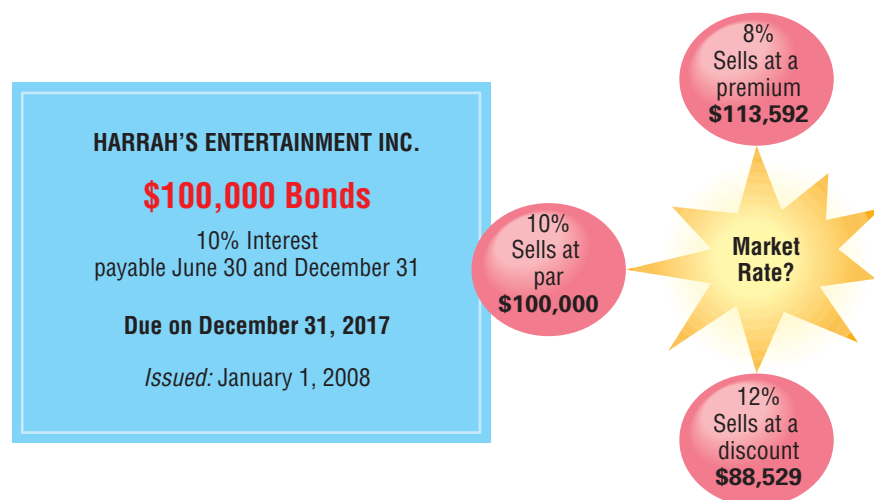 HARRAH'S ENTERTAINMENT INC.
$100,000 Bonds
10% Interest
payable June 30 and December 31
Due on December 31, 2017
Issued: January 1, 2008
10%
Sells at
par
$100,000
8%
Sells at a
premium
$113,592
Market
Rate?
12%
Sells at a
discount
$88,529